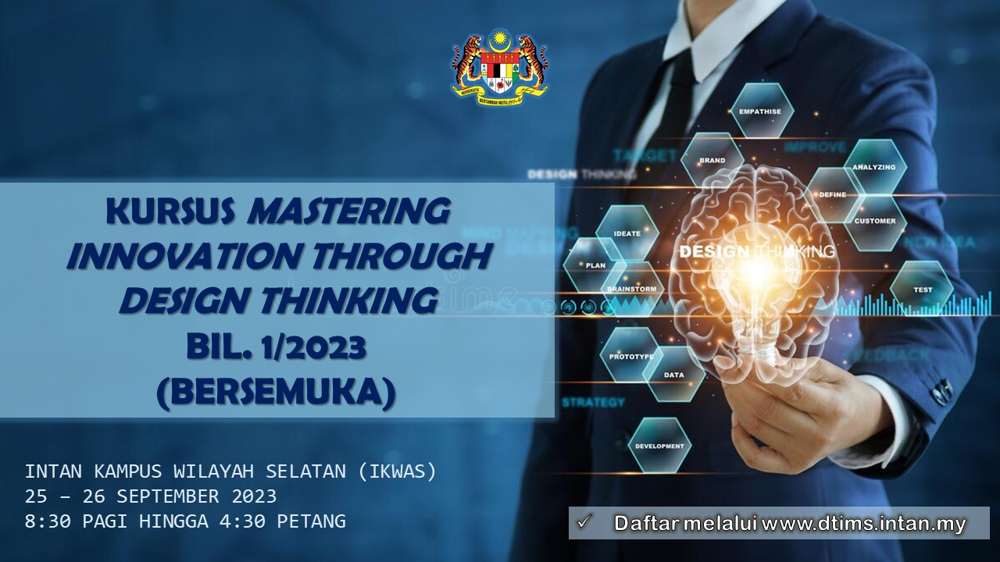 BERSEKUTU
BERTAMBAH MUTU
EMPATHISE
BRAND
TARGET
IMPROVE
ANALYZING
DESIGN THINKING
DEFINE
CUSTOMER
IDEATE
MIND MAPPING
NEW IDEA
DESIGN THINKING
PLAN
BRAINSTORM
TEST
PROTOTYPE
DATA
FEEDBACK
STRATEGY
DEVELOPMENT
KURSUS MASTERING
INNOVATION THROUGH
DESIGN THINKING
BIL. 1/2023
(BERSEMUKA)
INTAN KAMPUS WILAYAH SELATAN (IKWAS)
25 – 26 SEPTEMBER 2023
8:30 PAGI HINGGA 4:30 PETANG
✓ Daftar melalui www.dtims.intan.my